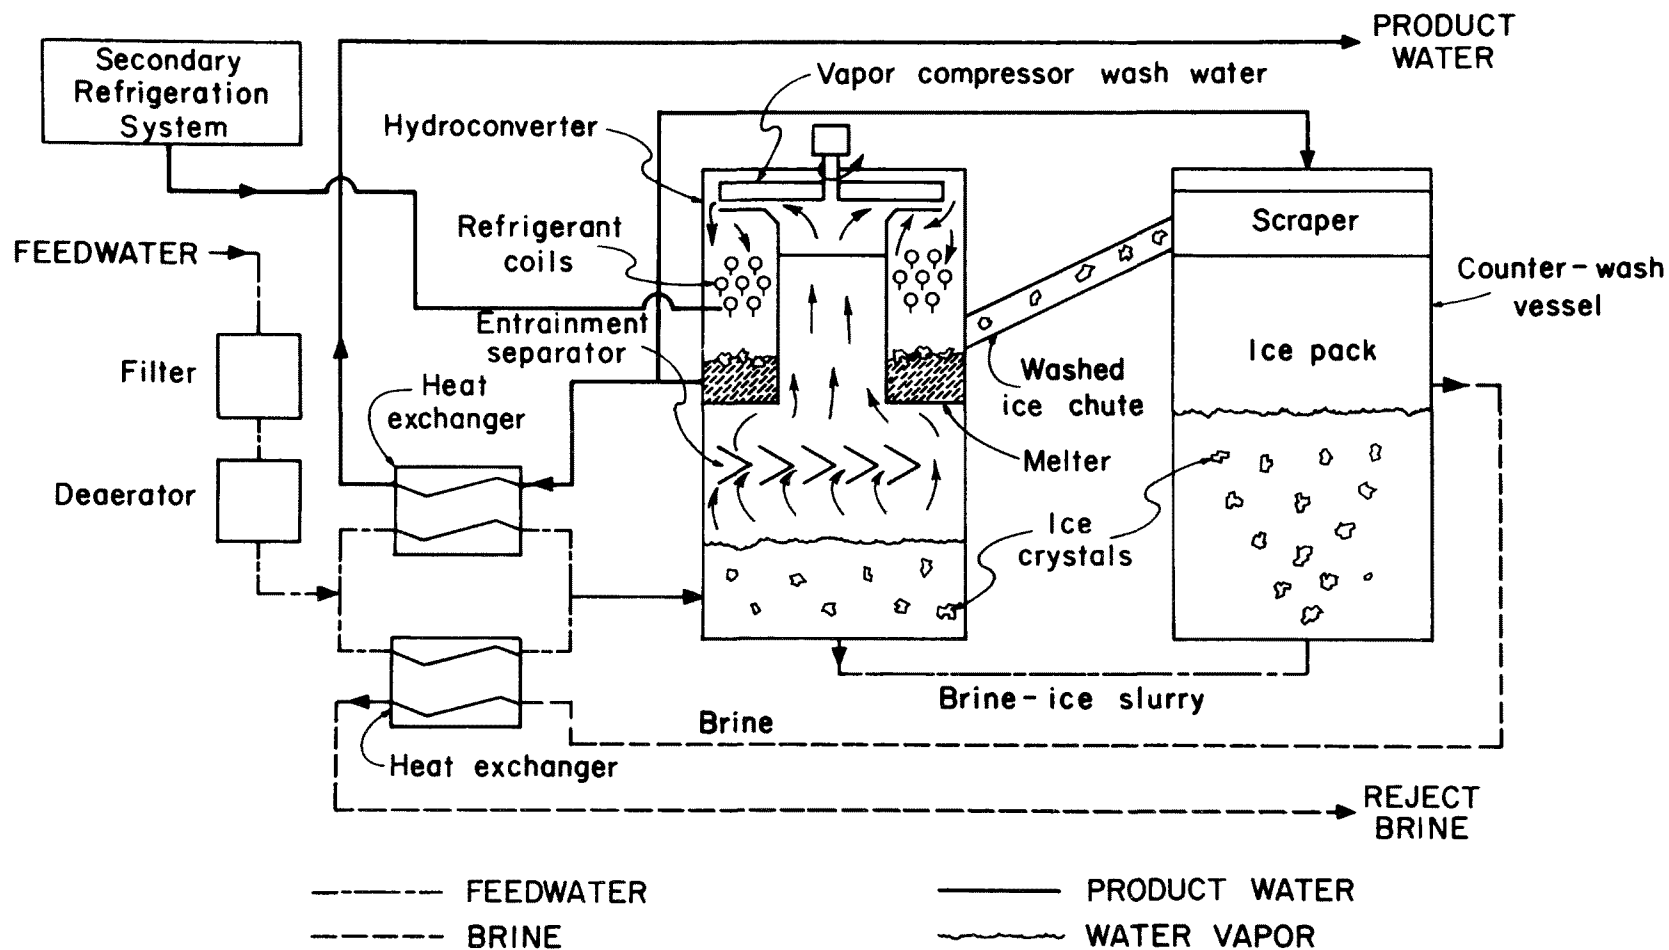 PRODUCT
WATER
Secondary
Refrigeration
System
Vapor compressor wash water
Hydroconverter
Refrigerant
coils
Scraper
FEEDWATER
Counter-wash
vessel
Entrainment
separator
Ice pack
Filter
Heat
exchanger
Washed
ice chute
Melter
Deaerator
Ice
crystals
Brine-ice slurry
Brine
Heat exchanger
REJECT
BRINE
FEEDWATER
PRODUCT WATER
BRINE
WATER VAPOR